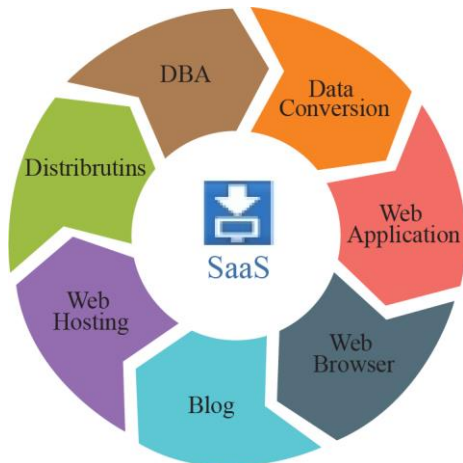 DBA
Data
Conversion
Web
Application
Web
Browser
Blog
Web
Hosting
Distribrutins
SaaS